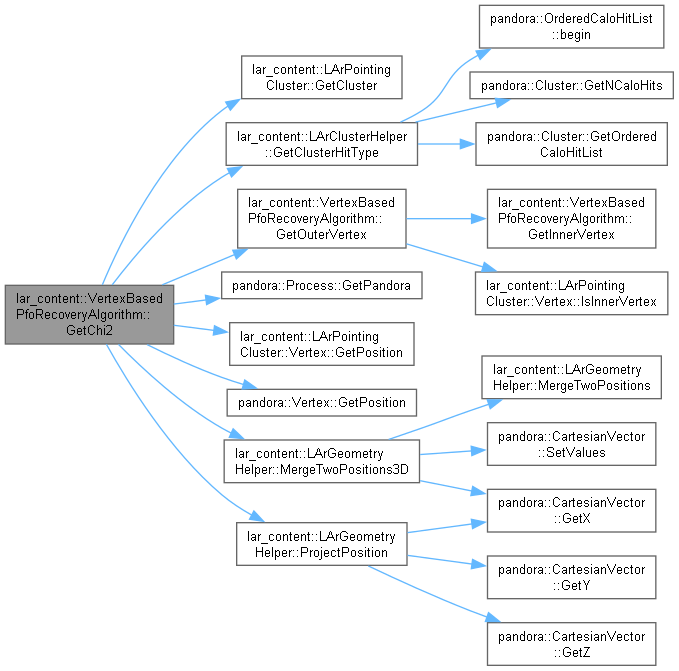 lar_content::VertexBased
PfoRecoveryAlgorithm::
GetChi2
lar_content::LArPointing
Cluster::GetCluster
lar_content::LArClusterHelper
::GetClusterHitType
pandora::OrderedCaloHitList
::begin
pandora::Cluster::GetNCaloHits
pandora::Cluster::GetOrdered
CaloHitList
lar_content::VertexBased
PfoRecoveryAlgorithm::
GetOuterVertex
lar_content::VertexBased
PfoRecoveryAlgorithm::
GetInnerVertex
lar_content::LArPointing
Cluster::Vertex::IsInnerVertex
pandora::Process::GetPandora
lar_content::LArPointing
Cluster::Vertex::GetPosition
pandora::Vertex::GetPosition
lar_content::LArGeometry
Helper::MergeTwoPositions3D
lar_content::LArGeometry
Helper::MergeTwoPositions
pandora::CartesianVector
::SetValues
pandora::CartesianVector
::GetX
lar_content::LArGeometry
Helper::ProjectPosition
pandora::CartesianVector
::GetY
pandora::CartesianVector
::GetZ